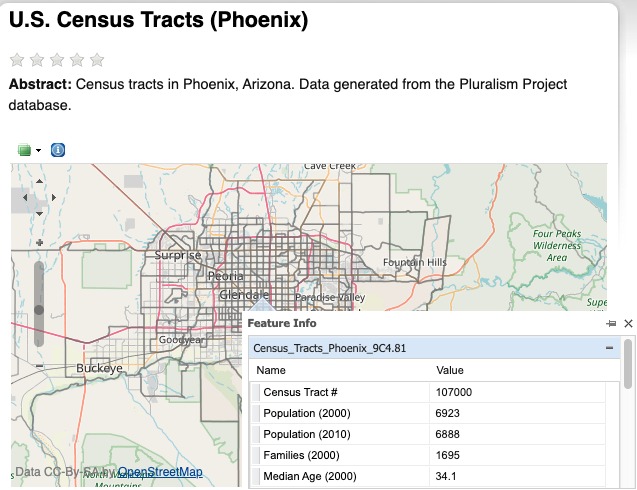 U.S. Census Tracts (Phoenix)
Abstract: Census tracts in Phoenix, Arizona. Data generated from the Pluralism Project
database.
Cave Creek
Four Peaks
Wilderness
Area
Surprise
Fountain Hills
Peoria
Glendale
Paradise Valley
Supe
Goodyear
Buckeye
Feature Info
Census_Tracts_Phoenix_9C4.81
Name Value
Census Tract # 107000
Population (2000) 6923
Population (2010) 6888
Families (2000) 1695
Median Age (2000) 34.1
Data CC-By-SA by OpenStreetMap
North Maricopa
Mountains